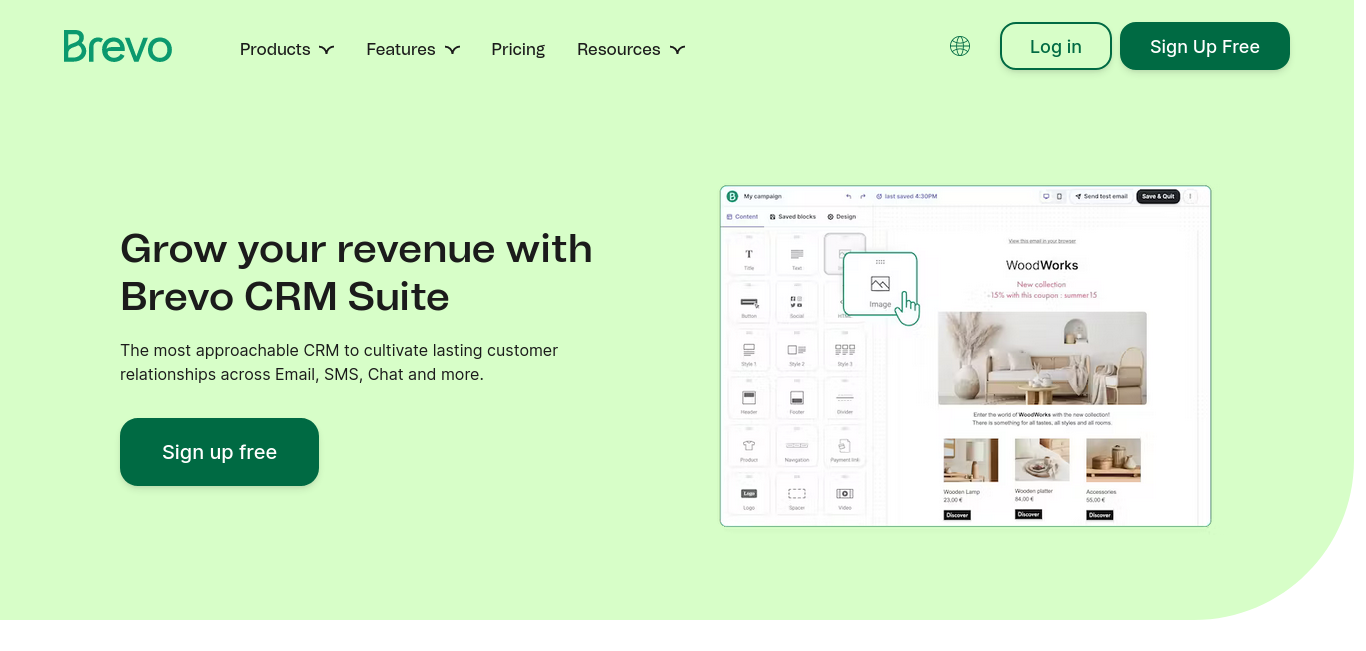 Brevo
Products
Features
Pricing
Resources
Log in
Sign Up Free
Grow your revenue with
Brevo CRM Suite
The most approachable CRM to cultivate lasting customer
relationships across Email, SMS, Chat and more.
Sign up free
B My campaign
last saved 4:30PM
Send test email
Save & Quit
Content
Saved blocks
Design
Title
Text
Image
Button
Social
HTML
Style 1
Style 2
Style 3
Header
Footer
Divider
Product
Navigation
Payment link
Logo
Logo
Spacer
Video
View this email in your browser
WoodWorks
New collection
-15% with this coupon : summer15
Enter the world of WoodWorks with the new collection!
There is something for all tastes, all styles and all rooms.
Wooden Lamp
23,00 €
Discover
Wooden platter
84,00 €
Discover
Accessories
55,00 €
Discover